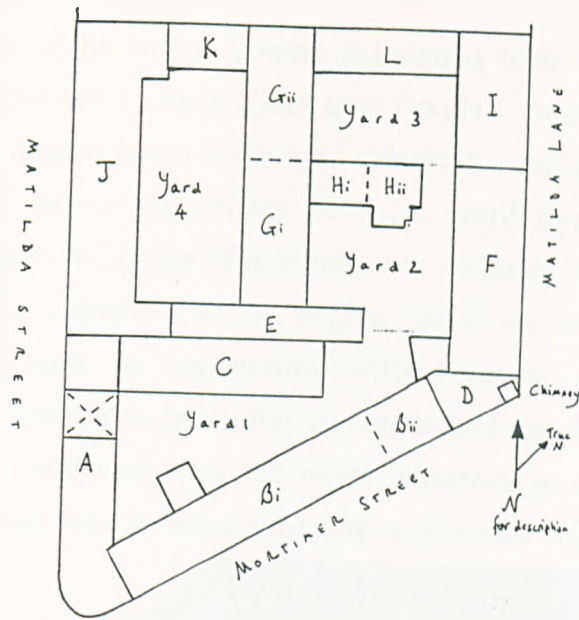 K
L
Gii
Yard 3
I
MATILDA LANE
MATILDA STREET
J
Yard
4
Hi
Hii
Gi
Yard 2
F
E
C
D
Chimney
A
Yard 1
Bii
Bi
MORTIMER STREET
True
N
N
for description